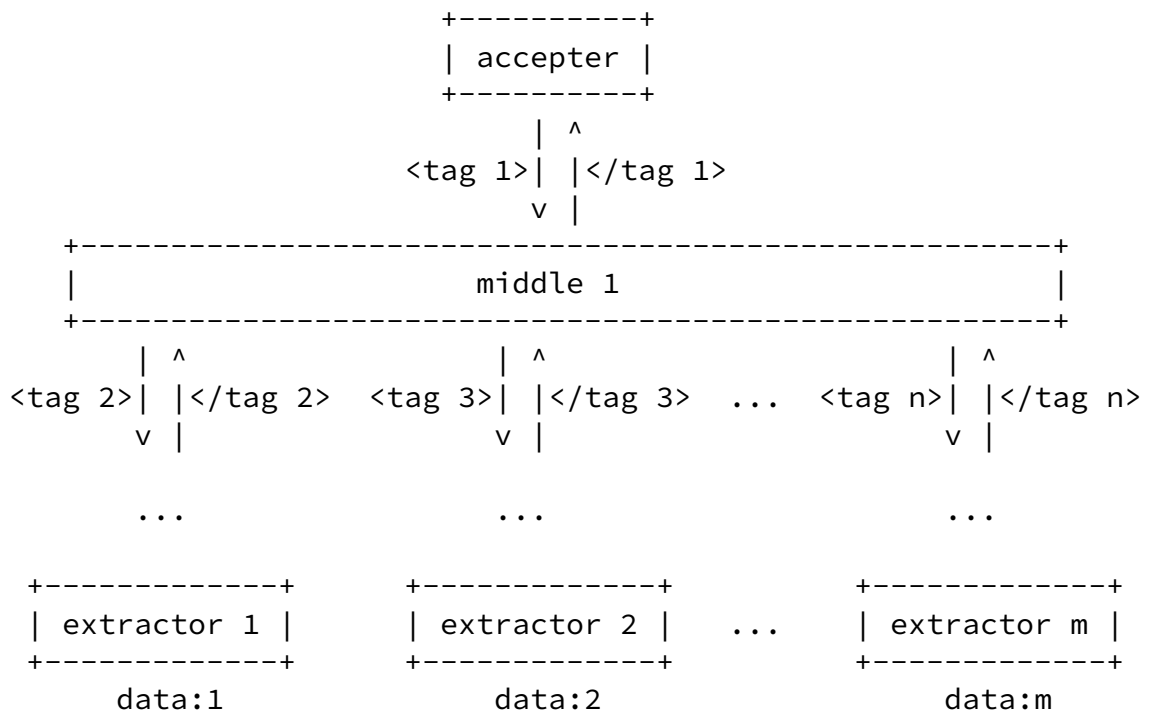 accepter
<tag 1> </tag 1>
middle 1
<tag 2> </tag 2> <tag 3> </tag 3> ... <tag n> </tag n>
... ... ...
extractor 1 extractor 2 ... extractor m
data:1 data:2 data:m